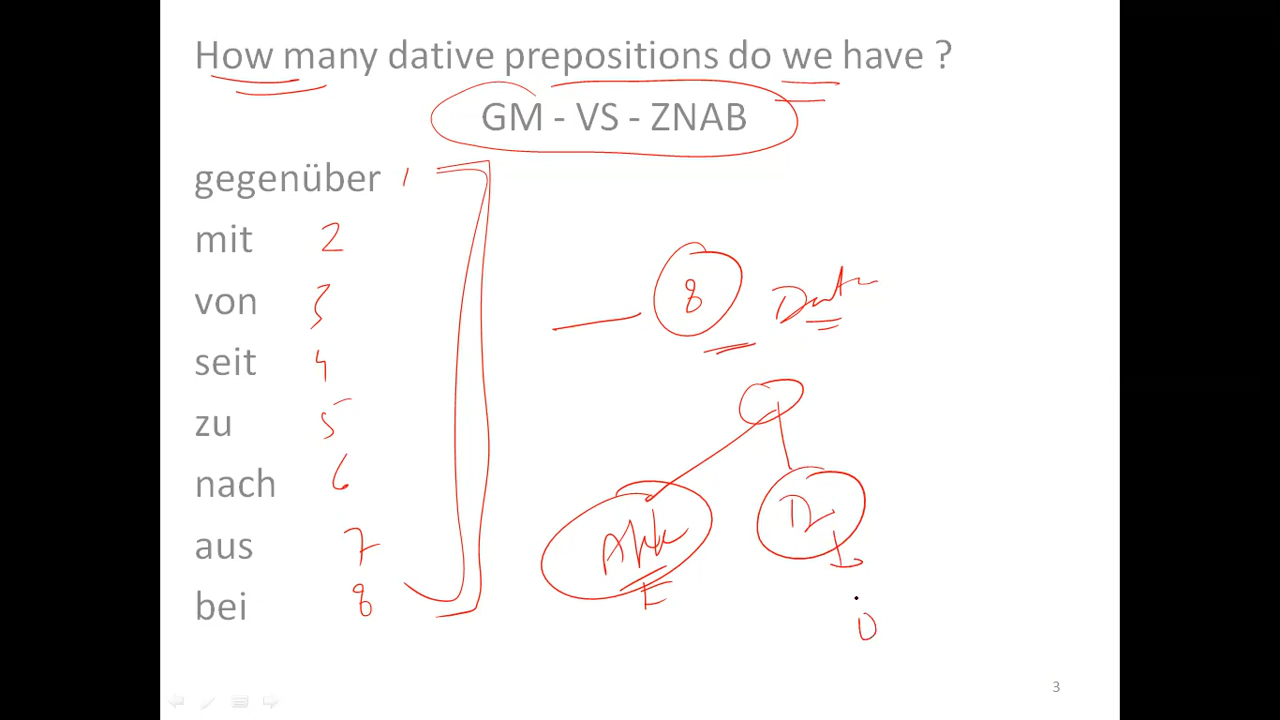 How many dative prepositions do we have ?
GM - VS - ZNAB
gegenüber 1
mit 2
von 3
seit 4
zu 5
nach 6
aus 7
bei 8
8
Akk
D
3